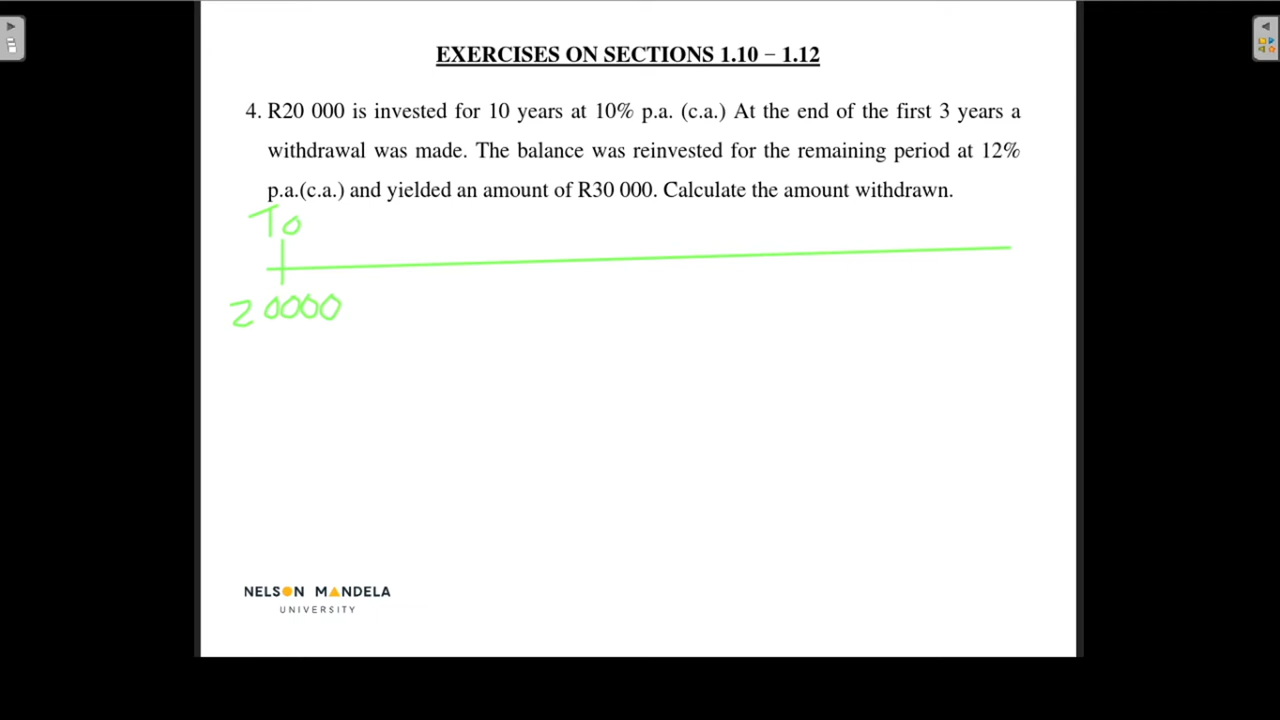 EXERCISES ON SECTIONS 1.10 – 1.12
4. R20 000 is invested for 10 years at 10% p.a. (c.a.) At the end of the first 3 years a
withdrawal was made. The balance was reinvested for the remaining period at 12%
p.a.(c.a.) and yielded an amount of R30 000. Calculate the amount withdrawn.
T0
20000
NELSON MANDELA
UNIVERSITY